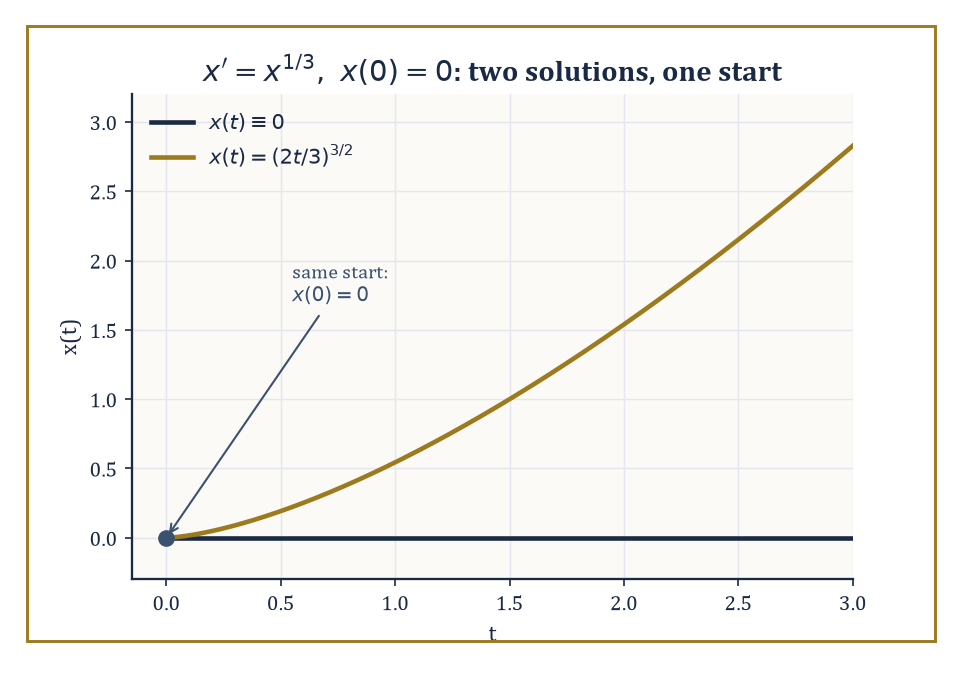 x′ = x^{1/3}, x(0) = 0: two solutions, one start
x(t) ≡ 0
x(t) = (2t/3)^{3/2}
same start:
x(0) = 0
x(t)
3.0
2.5
2.0
1.5
1.0
0.5
0.0
0.0 0.5 1.0 1.5 2.0 2.5 3.0
t